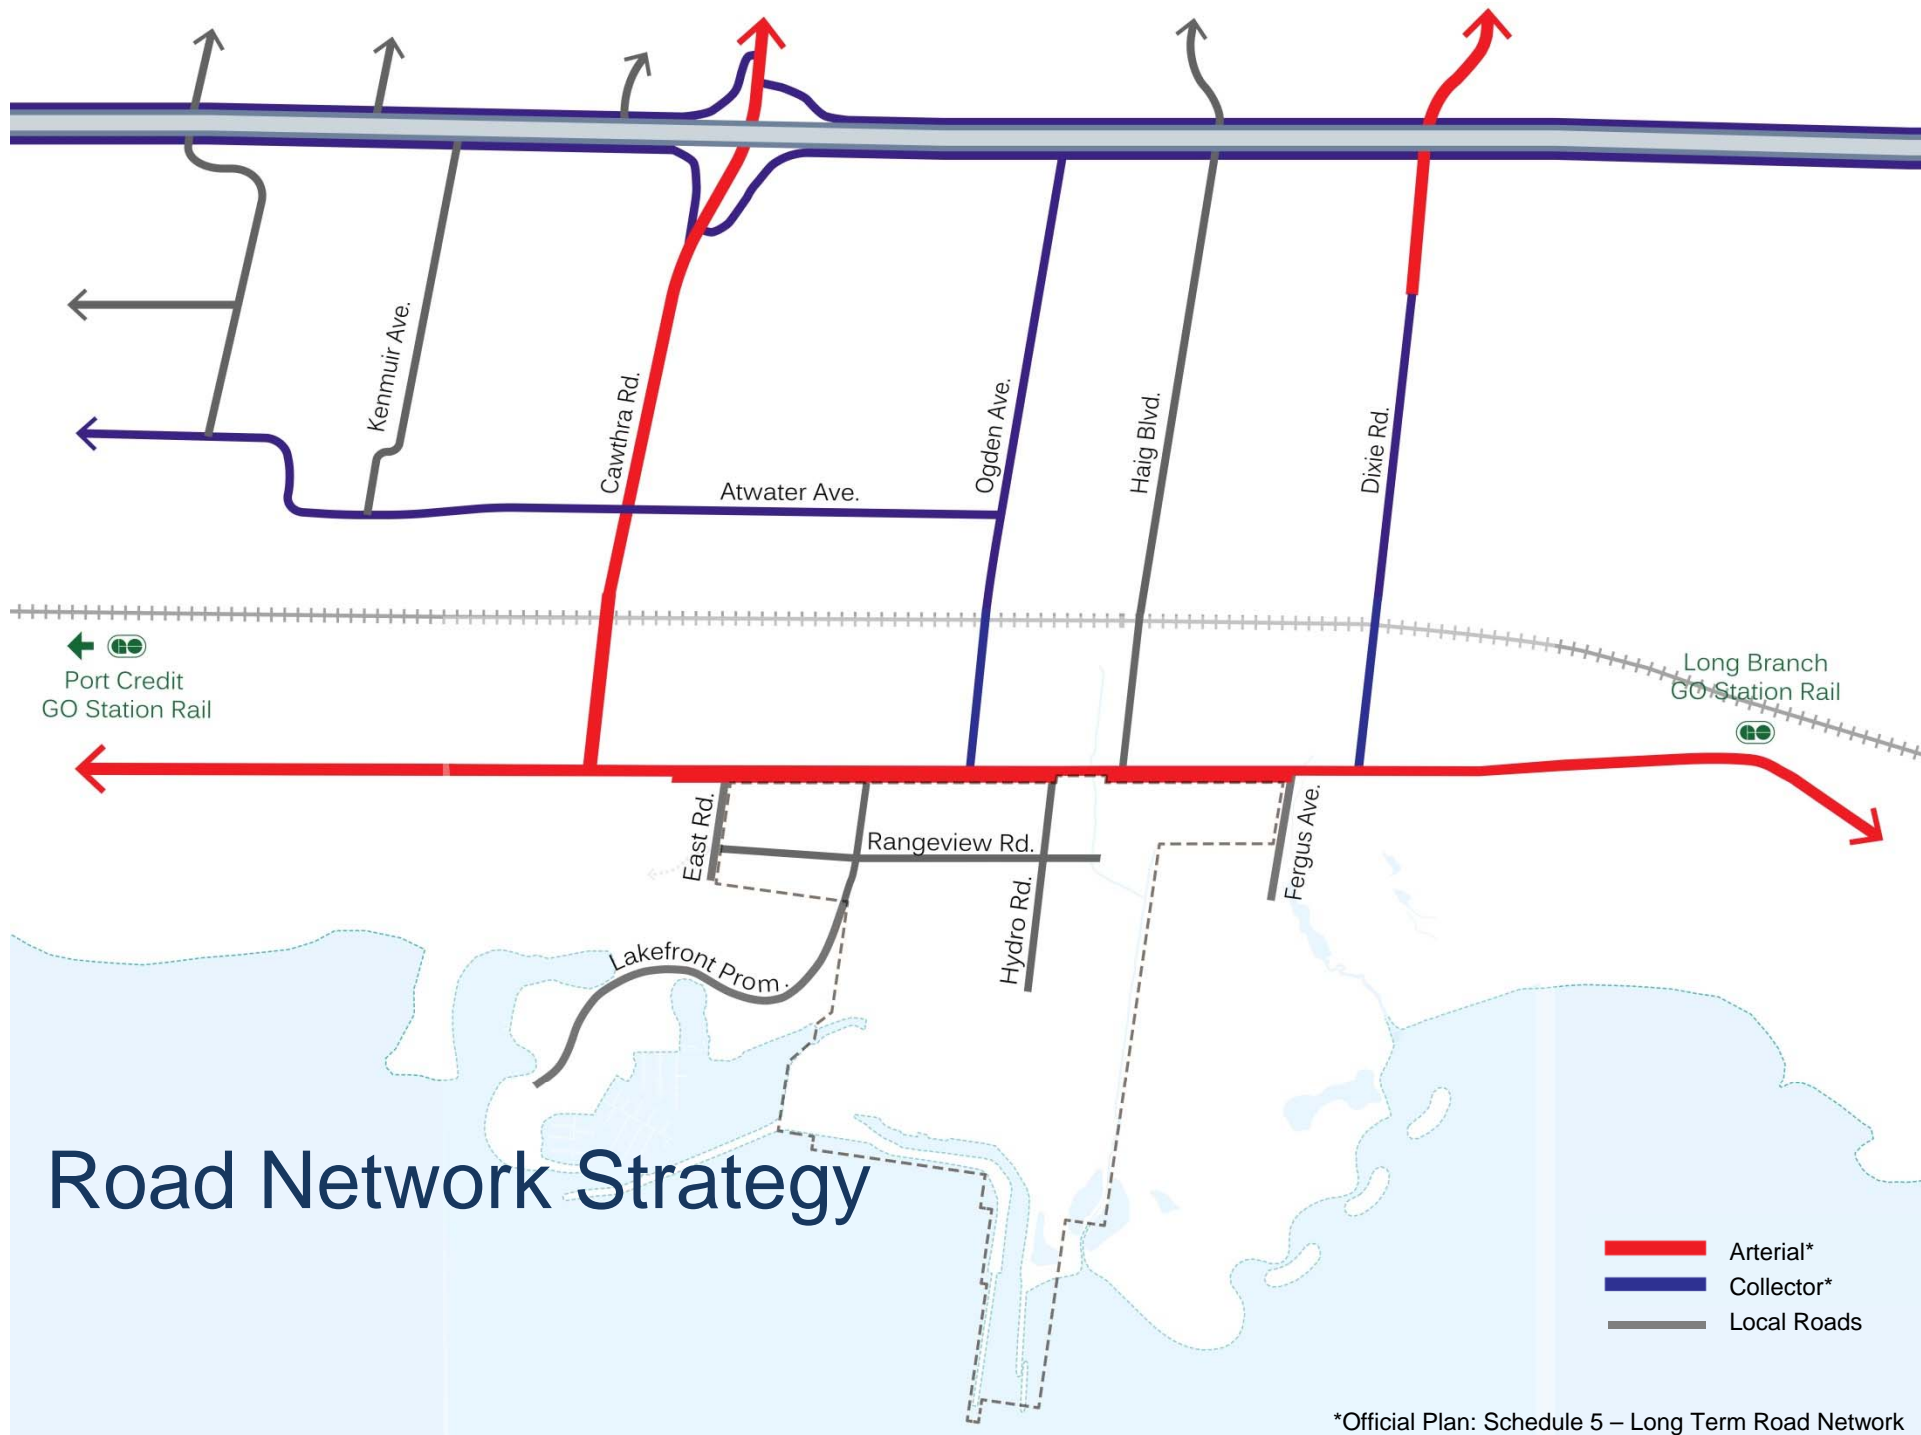 Kenmuir Ave.
Cawthra Rd.
Atwater Ave.
Ogden Ave.
Haig Blvd.
Dixie Rd.
Port Credit
GO Station Rail
Long Branch
GO Station Rail
East Rd.
Rangeview Rd.
Hydro Rd.
Fergus Ave.
Lakefront Prom.
Road Network Strategy
Arterial*
Collector*
Local Roads
*Official Plan: Schedule 5 – Long Term Road Network